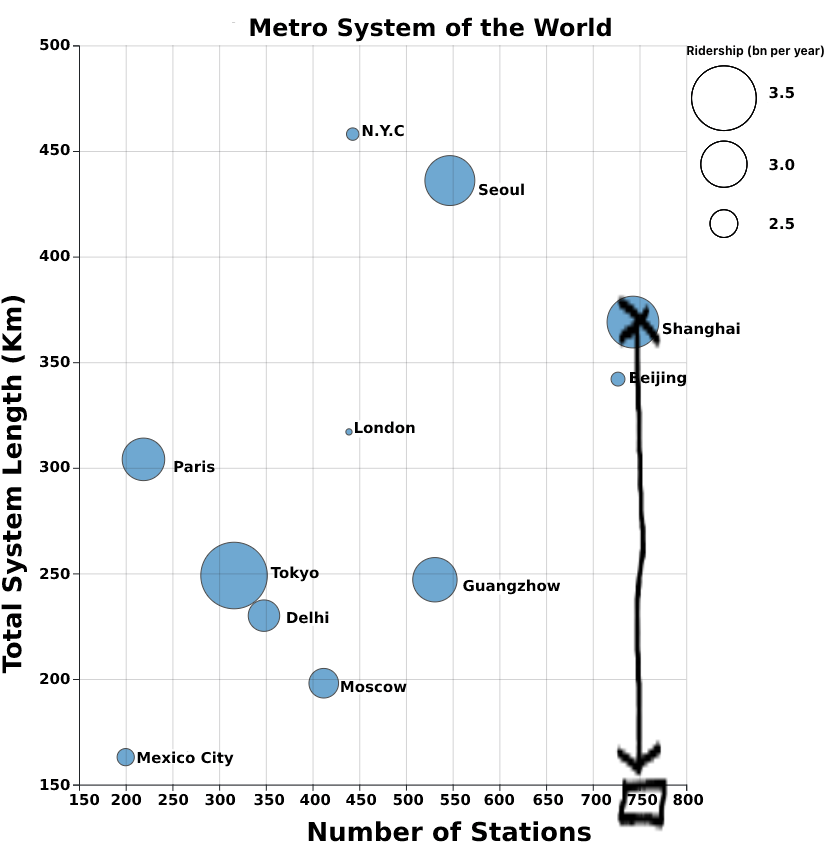 Metro System of the World
500
Ridership (bn per year)
3.5
N.Y.C
450
3.0
Seoul
2.5
400
Shanghai
350
Beijing
London
300
Paris
250
Tokyo
Guangzhow
Delhi
200
Moscow
Mexico City
150
150 200 250 300 350 400 450 500 550 600 650 700 750 800
Number of Stations
Total System Length (Km)